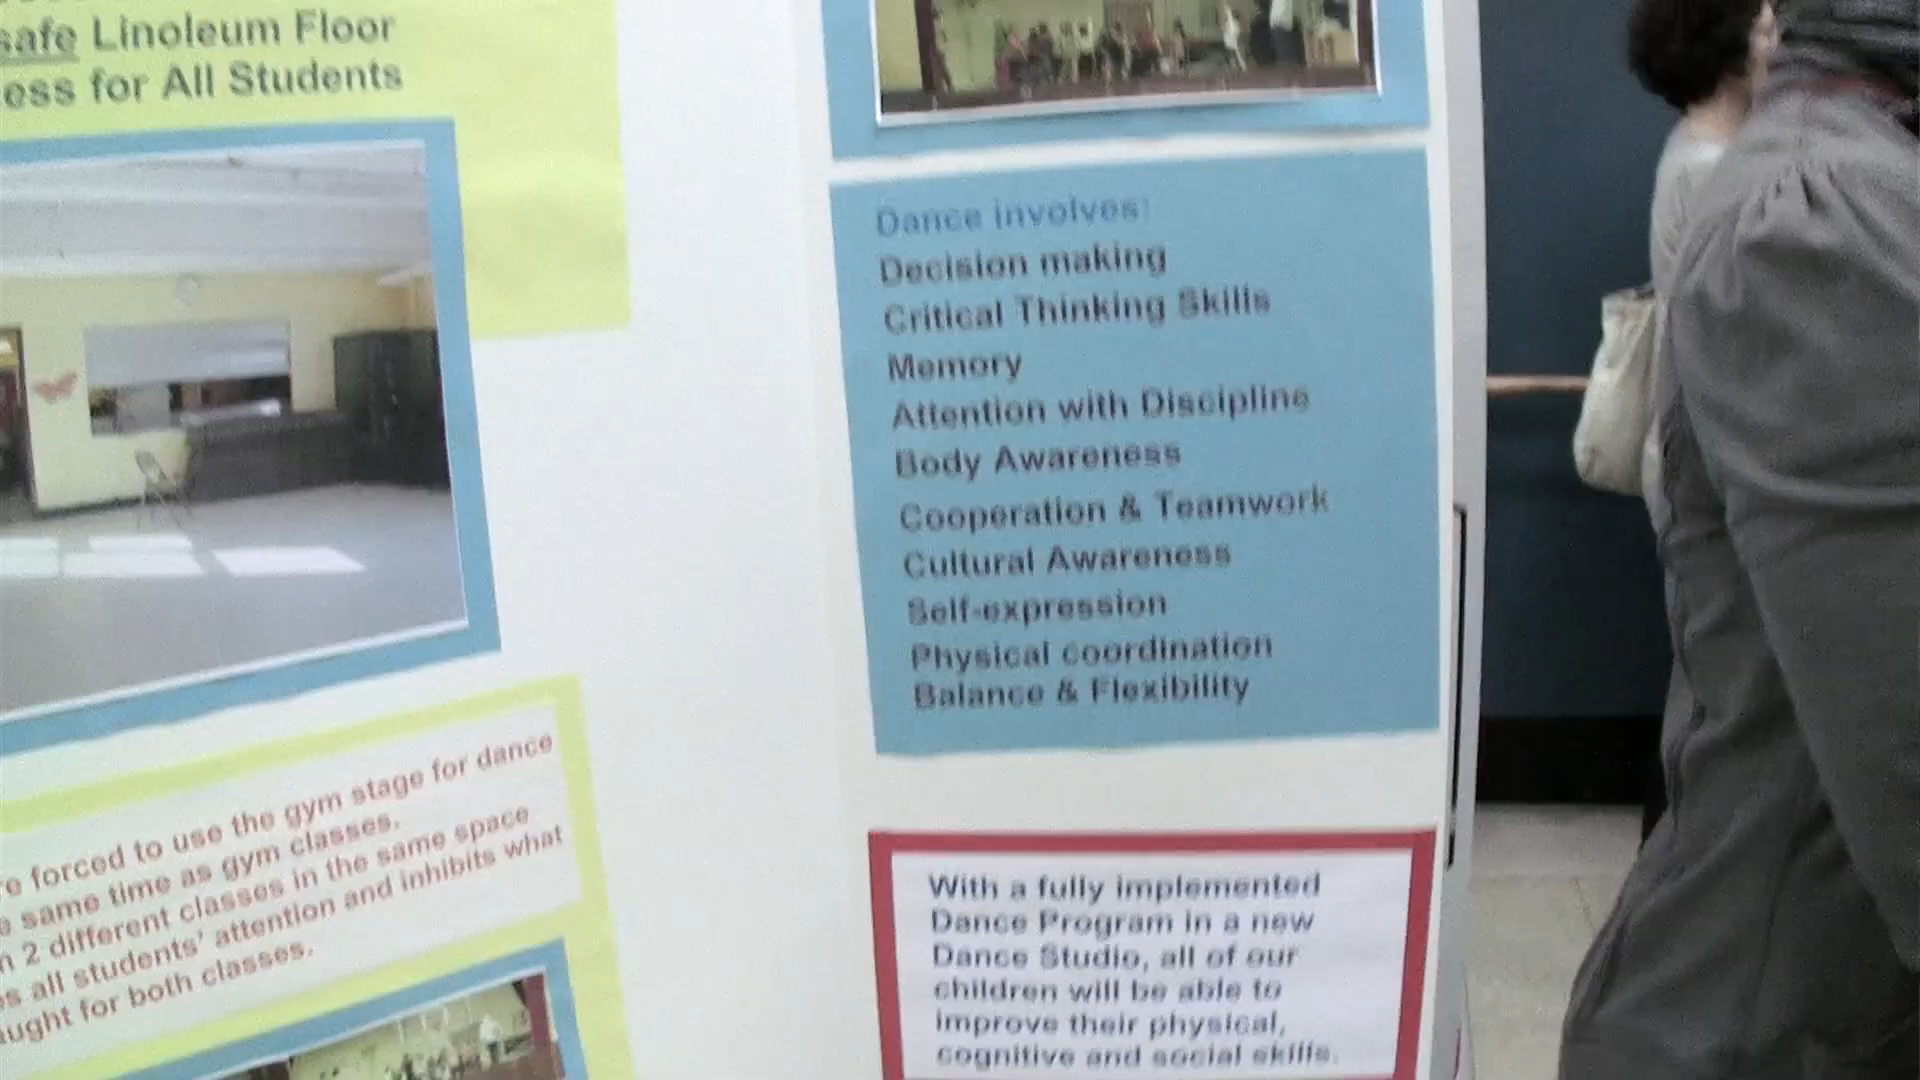 safe Linoleum Floor
ess for All Students
forced to use the gym stage for dance
same time as gym classes.
2 different classes in the same space
all students' attention and inhibits what
for both classes.
Dance involves:
Decision making
Critical Thinking Skills
Memory
Attention with Discipline
Body Awareness
Cooperation & Teamwork
Cultural Awareness
Self-expression
Physical coordination
Balance & Flexibility
With a fully implemented
Dance Program in a new
Dance Studio, all of our
children will be able to
improve their physical,
cognitive and social skills.